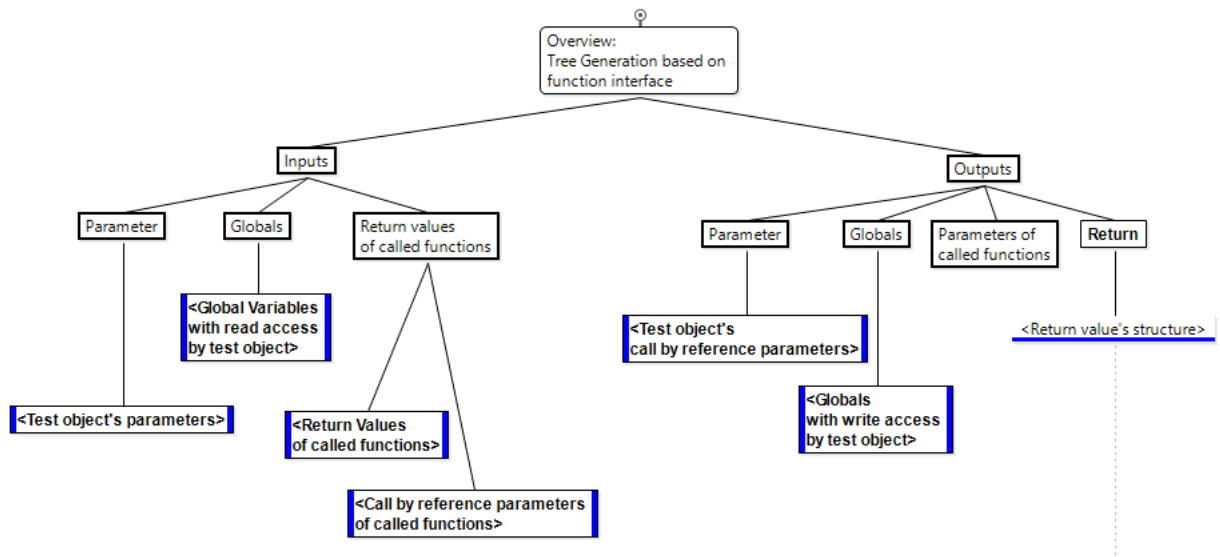 Overview:
Tree Generation based on
function interface
Inputs
Outputs
Parameter
Globals
Return values
of called functions
Parameter
Globals
Parameters of
called functions
Return
<Global Variables
with read access
by test object>
<Test object's
call by reference parameters>
<Return value's structure>
<Test object's parameters>
<Return Values
of called functions>
<Globals
with write access
by test object>
<Call by reference parameters
of called functions>